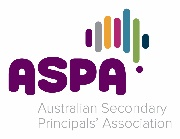 ASPA
Australian Secondary
Principals' Association